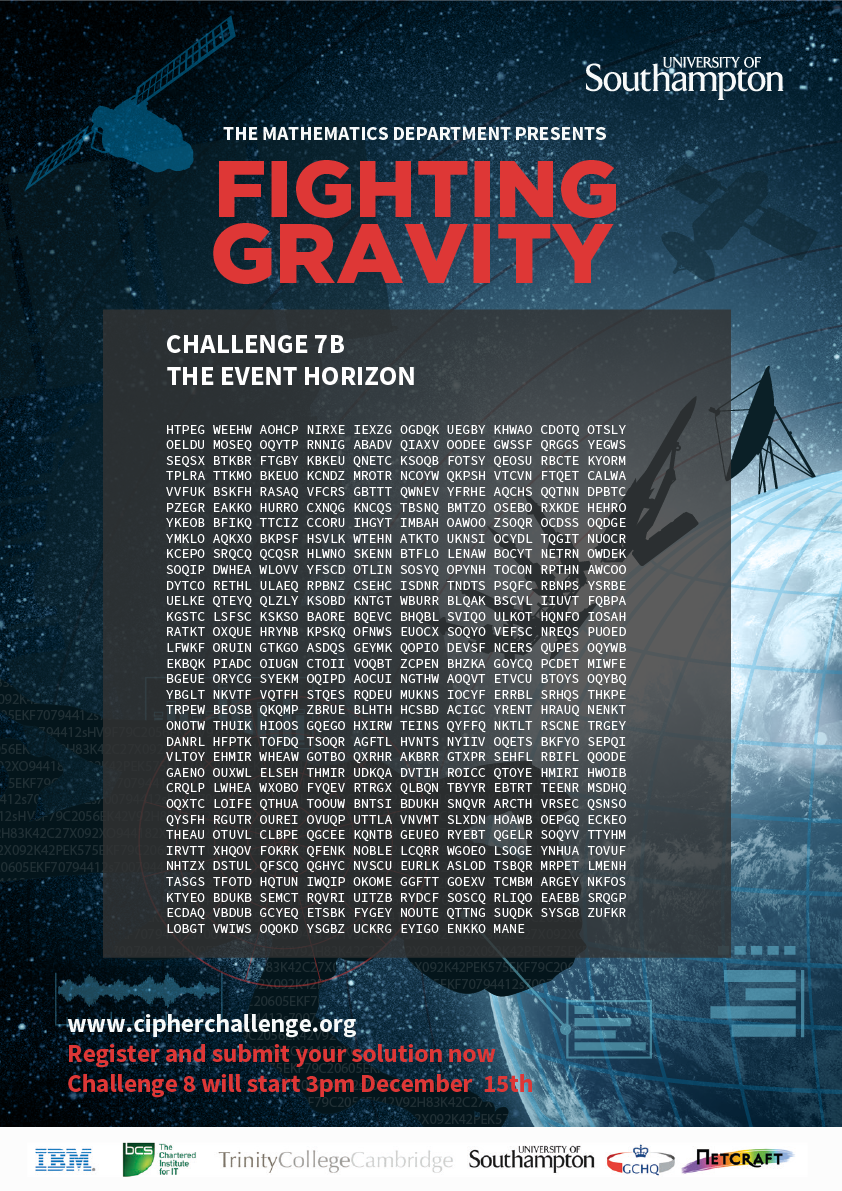 UNIVERSITY OF
Southampton
THE MATHEMATICS DEPARTMENT PRESENTS
FIGHTING
GRAVITY
CHALLENGE 7B
THE EVENT HORIZON
HTPEG WEEHW AOHCP NIRXE IEXZG OGDQK UEGBY KHWAO CDOTQ OTSLY
OELDU MOSEQ OQYTP RNNIG ABADV QIAXV OODEE GWSSF QRGGS YEGWS
SEQSX BTKBR FTGBY KBKEU QNETC KSOQB FOTSY QEOSU RBCTE KYORM
TPLRA TTKMO BKEUO KCNDZ MROTR NCOYW QKPSH VTCVN FTQET CALWA
VVFUK BSKFH RASAQ VFCRS GBTTT QWNEV YFRHE AQCHS QQTNN DPBTC
PZEGR EAKKO HURRO CXNQG KNCQS TBSNQ BMTZO OSEBO RXKDE HEHRO
YKEOB BFIKQ TTCIZ CCORU IHGYT IMBAH OAWOO ZSOQR OCDSS OQDGE
YMKLO AQKXO BKPSF HSVLK WTEHN ATKTO UKNSI OCYDL TQGIT NUOCR
KCEPO SRQCQ QCQSR HLWNO SKENN BTFLO LENAW BOCYT NETRN OWDEK
SOQIP DWHEA WLOVV YFSCD OTLIN SOSYQ OPYNH TOCON RPTHN AWCOO
DYTCO RETHL ULAEQ RPBNZ CSEHC ISDNR TNDTS PSQFC RBNPS YSRBE
UELKE QTEYQ QLZLY KSOBD KNTGT WBURR BLQAK BSCVL IIUVT FQBPA
KGSTC LSFSC KSKSO BAORE BQEVC BHQBL SVIQO ULKOT HQNFO IOSAH
RATKT OXQUE HRYNB KPSKQ OFNWS EUOCX SOQYO VEFSC NREQS PUOED
LFWKF ORUIN GTKGO ASDQS GEYMK QOPIO DEVSF NCERS QUPES OQYWB
EKBQK PIADC OIUGN CTOII VOQBT ZCPEN BHZKA GOYCQ PCDET MIWFE
BGEUE ORYCG SYEKM OQIPD AOCUI NGTHW AOQVT ETVCU BTOYS OQYBQ
YBGLT NKVTF VQTFH STQES RQDEU MUKNS IOCYF ERRBL SRHQS THKPE
TRPEW BEOSB QKQMP ZBRUE BLHTH HCSBD ACIGC YRENT HRAUQ NENKT
ONOTW THUIK HIOOS GQEGO HXIRW TEINS QYFFQ NKTLT RSCNE TRGEY
DANRL HFPTK TOFDQ TSOQR AGFTL HVNTS NYIIV OQETS BKFYO SEPQI
VLTOY EHMIR WHEAW GOTBO QXRHR AKBRR GTXPR SEHFL RBIFL QOODE
GAENO OUXWL ELSEH THMIR UDKQA DVTIH ROICC QTOYE HMIRI HWOIB
CRQLP LWHEA WXOBO FYQEV RTRGX QLBQN TBYYR EBTRT TEENR MSDHQ
OQXTC LOIFE QTHUA TOOUW BNTSI BDUKH SNQVR ARCTH VRSEC QSNSO
QYSFH RGUTR OUREI OVUQP UTTLA VNVMT SLXDN HOAWB OEPGQ ECKEO
THEAU OTUVL CLBPE QGCEE KQNTB GEUEO RYEBT QGELR SOQYV TTYHM
IRVTT XHQOV FOKRK QFENK NOBLE LCQRR WGOEO LSOGE YNHUA TOVUF
NHTZX DSTUL QFSCQ QGHYC NVSCU EURLK ASLOD TSBQR MRPET LMENH
TASGS TFOTD HQTUN IWQIP OKOME GGFTT GOEXV TCMBM ARGEY NKFOS
KTYEO BDUKB SEMCT RQVRI UITZB RYDCF SOSCQ RLIQO EAEBB SRQGP
ECDAQ VBDUB GCYEQ ETSBK FYGEY NOUTE QTTNG SUQDK SYSGB ZUFKR
LOBGT VWIWS OQOKD YSGBZ UCKRG EYIGO ENKKO MANE
www.cipherchallenge.org
Register and submit your solution now
Challenge 8 will start 3pm December 15th
IBM
bcs
The
Chartered
Institute
for IT
TrinityCollegeCambridge
UNIVERSITY OF
Southampton
GCHQ
NETCRAFT